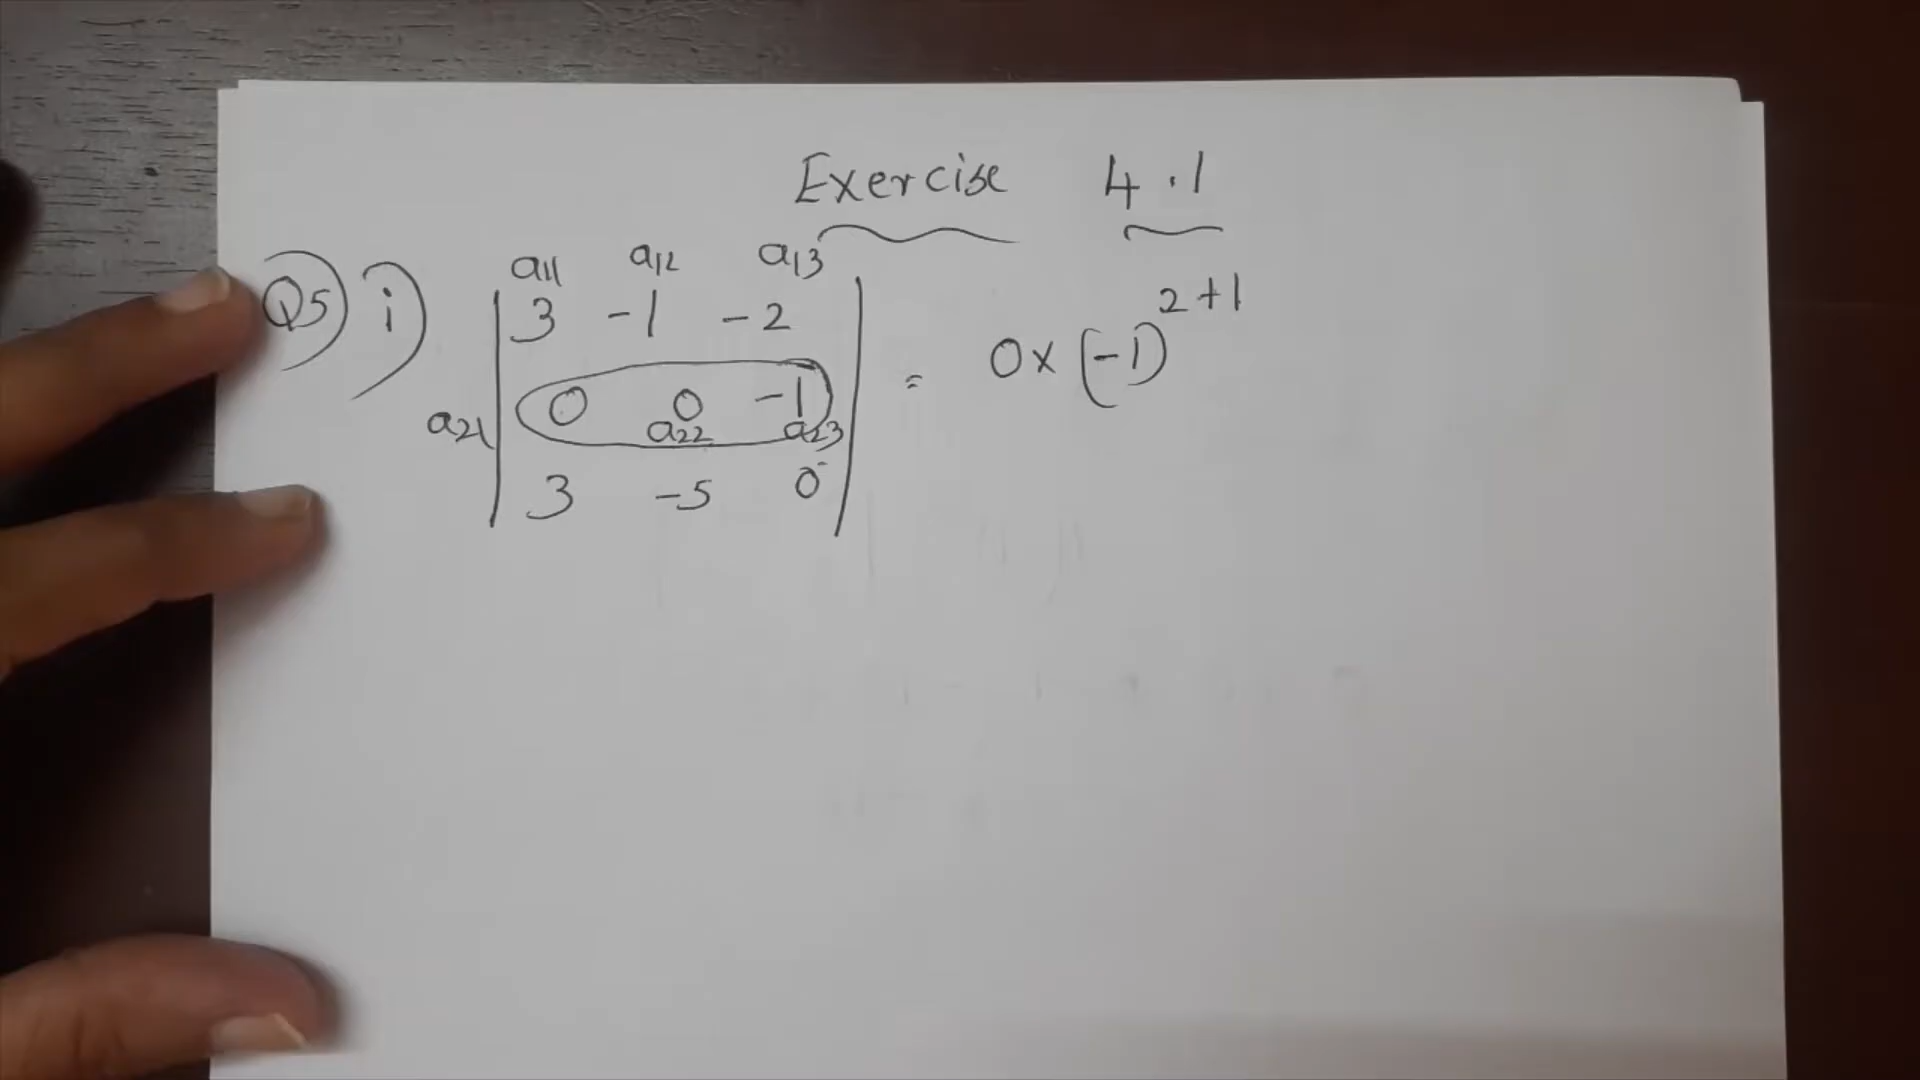 Exercise 4.1
a11 a12 a13
Q5) i) | 3 -1 -2 | = 0 × (-1)^2+1
a21 | 0 0 -1 |
a22 a23
| 3 -5 0 |